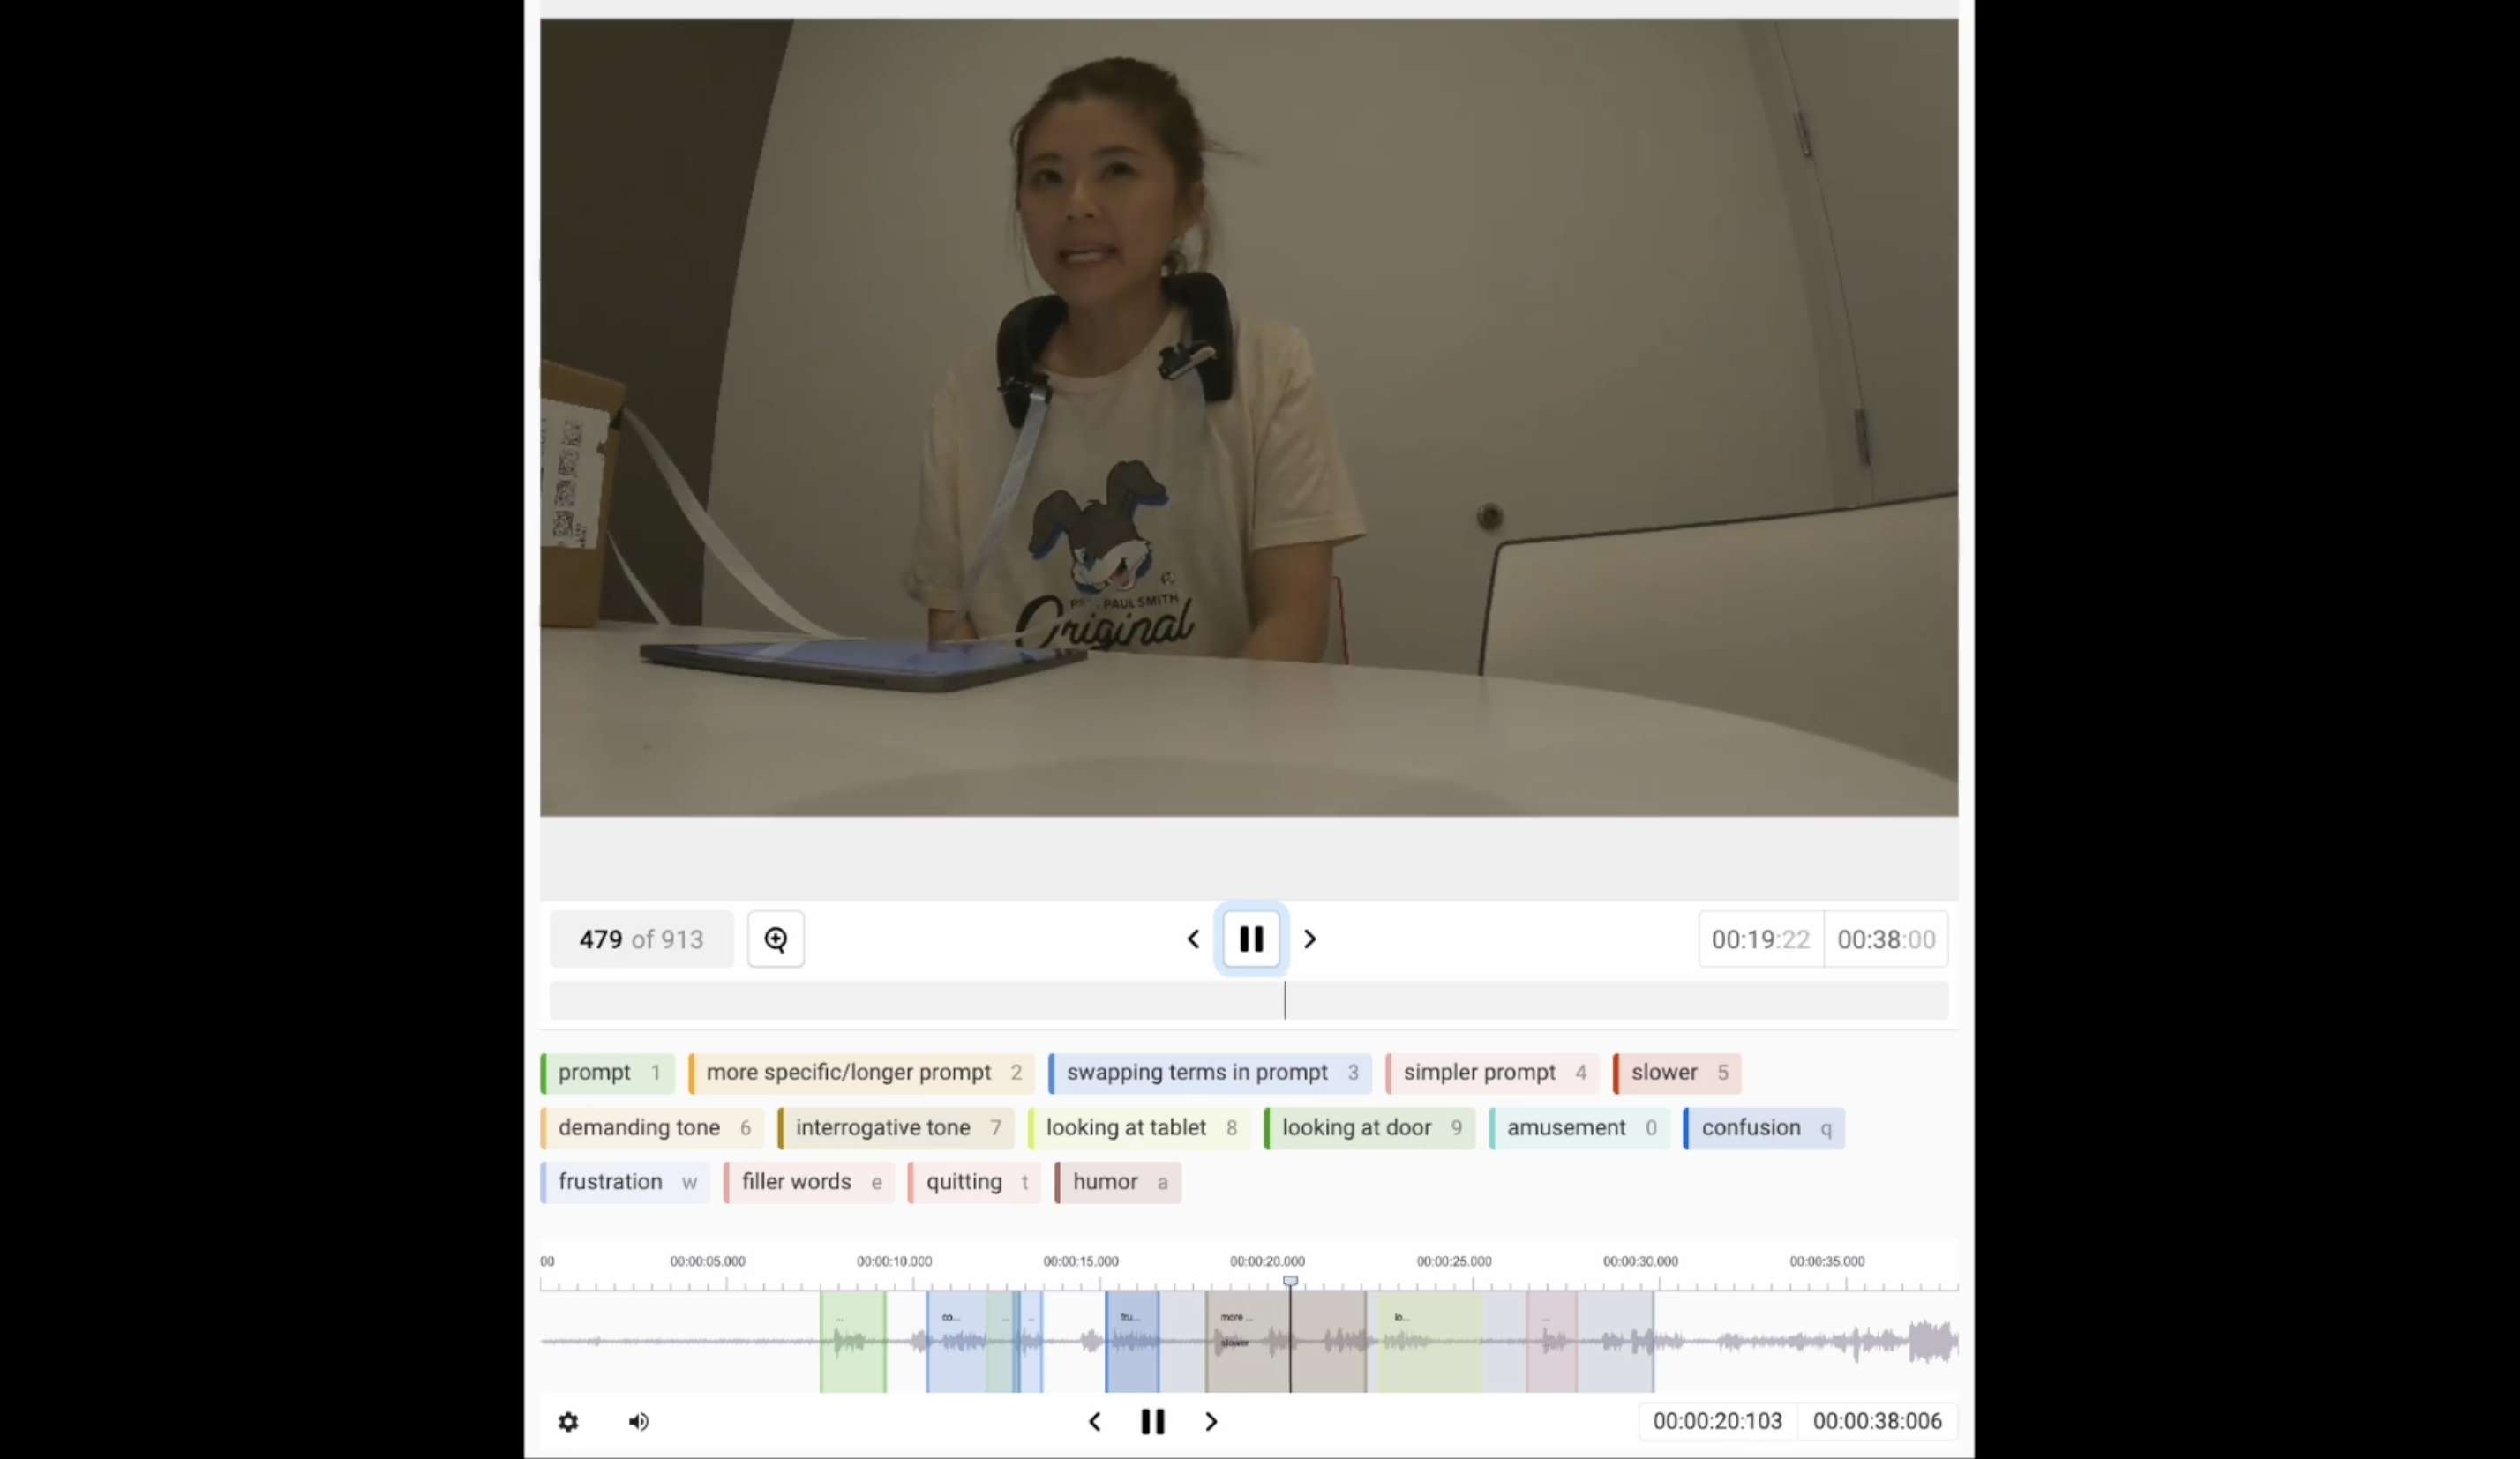 PAUL SMITH
Original
479 of 913
00:19:22 00:38:00
prompt 1 more specific/longer prompt 2 swapping terms in prompt 3 simpler prompt 4 slower 5
demanding tone 6 interrogative tone 7 looking at tablet 8 looking at door 9 amusement 0 confusion q
frustration w filler words e quitting t humor a
00 00:00:05.000 00:00:10.000 00:00:15.000 00:00:20.000 00:00:25.000 00:00:30.000 00:00:35.000
... co... ... .. fru... more ... lo... ...
slower
00:00:20:103 00:00:38:006